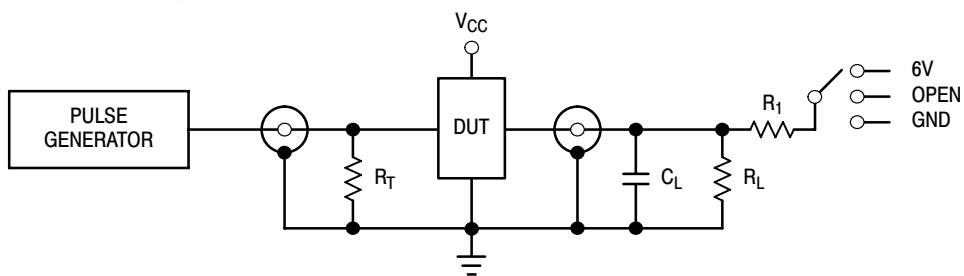 VCC
PULSE
GENERATOR
DUT
RT
CL
RL
R1
6V
OPEN
GND